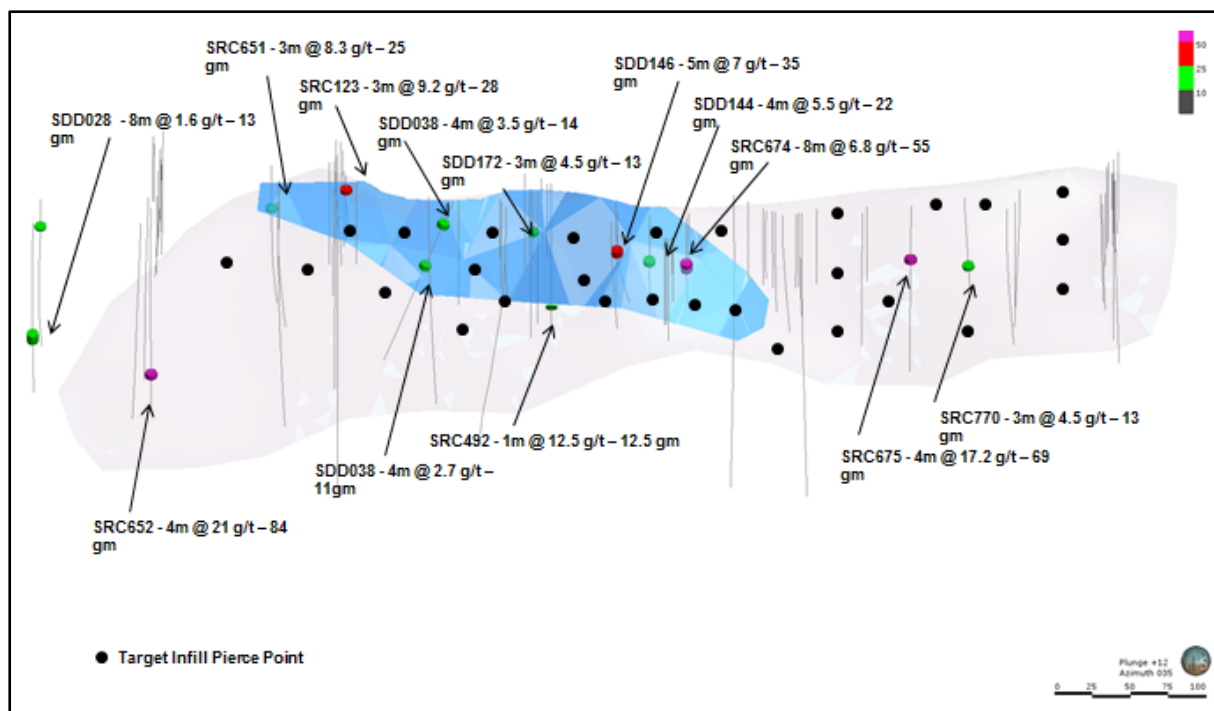 SRC651 - 3m @ 8.3 g/t – 25
gm
SRC123 - 3m @ 9.2 g/t – 28
gm
SDD028 - 8m @ 1.6 g/t – 13
gm
SDD038 - 4m @ 3.5 g/t – 14
gm
SDD172 - 3m @ 4.5 g/t – 13
gm
SDD146 - 5m @ 7 g/t – 35
gm
SDD144 - 4m @ 5.5 g/t – 22
gm
SRC674 - 8m @ 6.8 g/t – 55
gm
50
25
10
SRC492 - 1m @ 12.5 g/t – 12.5 gm
SDD038 - 4m @ 2.7 g/t –
11gm
SRC652 - 4m @ 21 g/t – 84
gm
SRC770 - 3m @ 4.5 g/t – 13
gm
SRC675 - 4m @ 17.2 g/t – 69
gm
Target Infill Pierce Point
Plunge +12
Azimuth 035
0 25 50 75 100